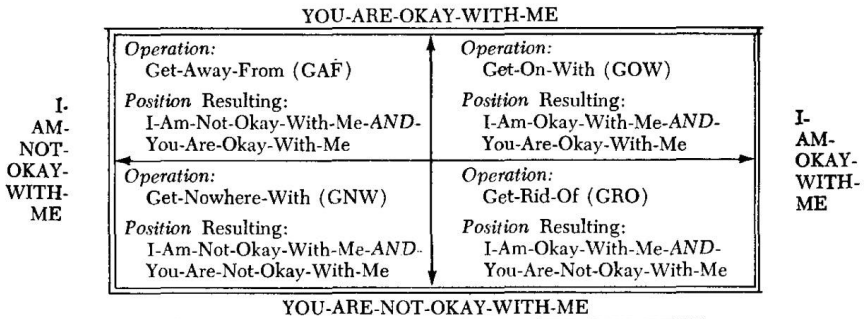 YOU-ARE-OKAY-WITH-ME
Operation:
Get-Away-From (GAF)
Position Resulting:
I-Am-Not-Okay-With-Me-AND-
You-Are-Okay-With-Me
Operation:
Get-On-With (GOW)
Position Resulting:
I-Am-Okay-With-Me-AND-
You-Are-Okay-With-Me
I-
AM-
NOT-
OKAY-
WITH-
ME
I-
AM-
OKAY-
WITH-
ME
Operation:
Get-Nowhere-With (GNW)
Position Resulting:
I-Am-Not-Okay-With-Me-AND-
You-Are-Not-Okay-With-Me
Operation:
Get-Rid-Of (GRO)
Position Resulting:
I-Am-Okay-With-Me-AND-
You-Are-Not-Okay-With-Me
YOU-ARE-NOT-OKAY-WITH-ME